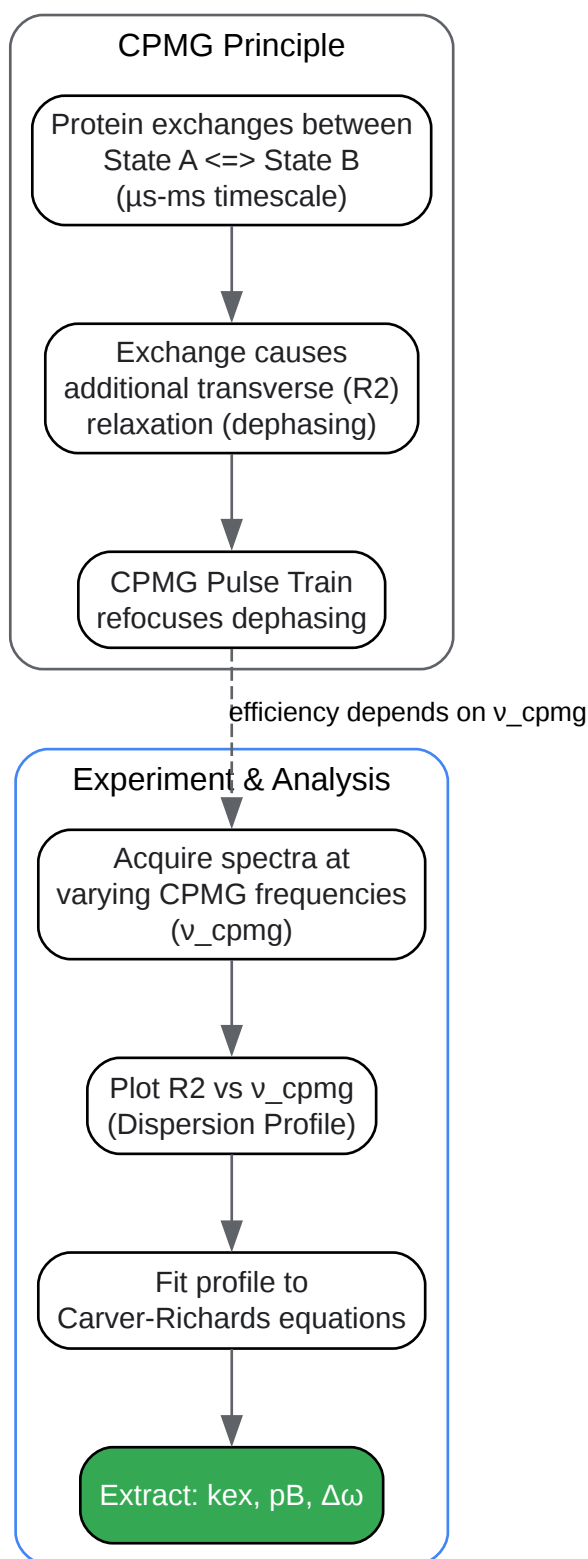 CPMG Principle
Protein exchanges between
State A <=> State B
(µs-ms timescale)
Exchange causes
additional transverse (R2)
relaxation (dephasing)
CPMG Pulse Train
refocuses dephasing
efficiency depends on ν_cpmg
Experiment & Analysis
Acquire spectra at
varying CPMG frequencies
(ν_cpmg)
Plot R2 vs ν_cpmg
(Dispersion Profile)
Fit profile to
Carver-Richards equations
Extract: kex, pB, Δω